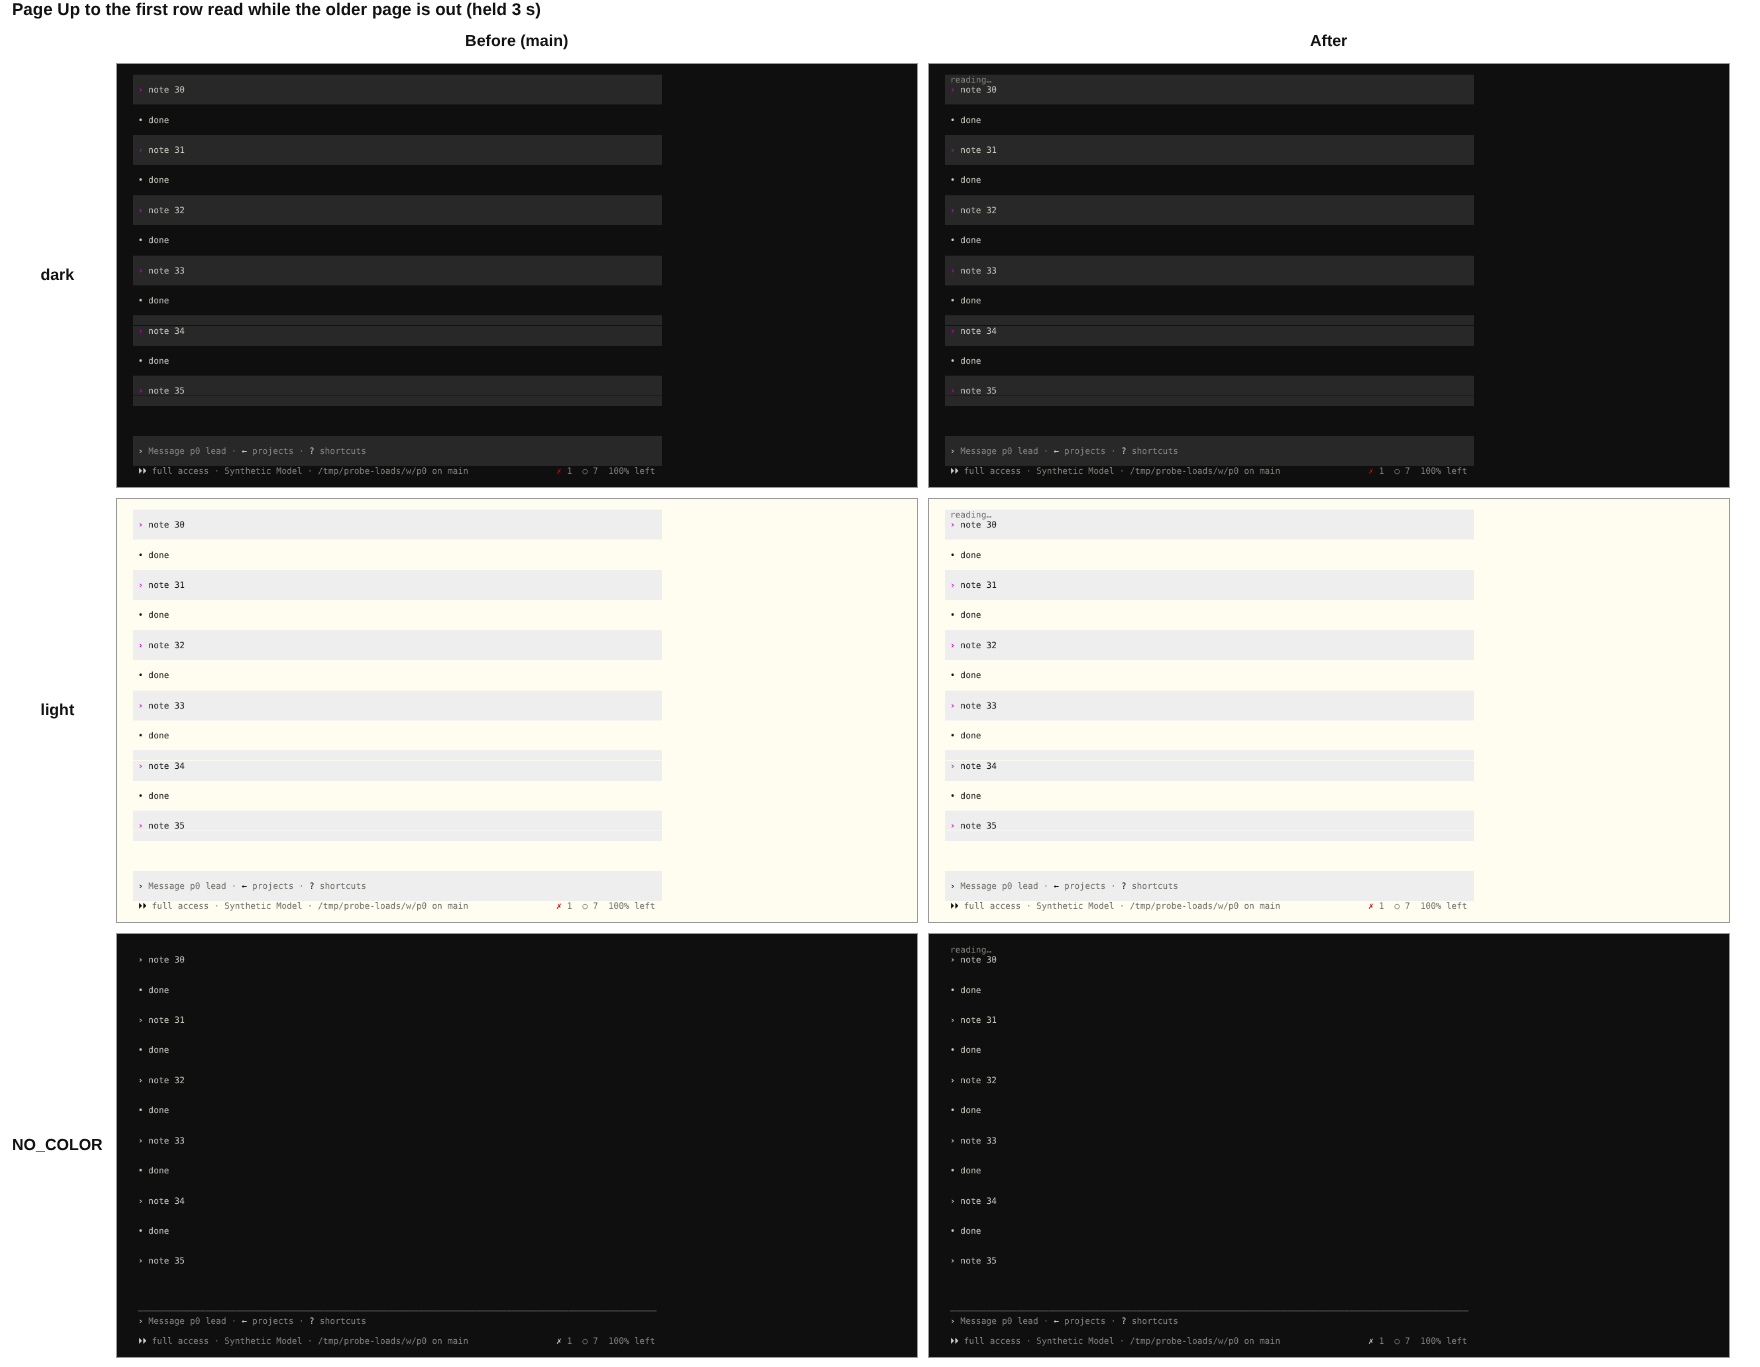 Page Up to the first row read while the older page is out (held 3 s)
Before (main)
After
dark
› note 30
• done
› note 31
• done
› note 32
• done
› note 33
• done
› note 34
• done
› note 35
› Message p0 lead · ← projects · ? shortcuts
⏵⏵ full access · Synthetic Model · /tmp/probe-loads/w/p0 on main ✗ 1 ○ 7 100% left
reading…
› note 30
• done
› note 31
• done
› note 32
• done
› note 33
• done
› note 34
• done
› note 35
› Message p0 lead · ← projects · ? shortcuts
⏵⏵ full access · Synthetic Model · /tmp/probe-loads/w/p0 on main ✗ 1 ○ 7 100% left
light
› note 30
• done
› note 31
• done
› note 32
• done
› note 33
• done
› note 34
• done
› note 35
› Message p0 lead · ← projects · ? shortcuts
⏵⏵ full access · Synthetic Model · /tmp/probe-loads/w/p0 on main ✗ 1 ○ 7 100% left
reading…
› note 30
• done
› note 31
• done
› note 32
• done
› note 33
• done
› note 34
• done
› note 35
› Message p0 lead · ← projects · ? shortcuts
⏵⏵ full access · Synthetic Model · /tmp/probe-loads/w/p0 on main ✗ 1 ○ 7 100% left
NO_COLOR
› note 30
• done
› note 31
• done
› note 32
• done
› note 33
• done
› note 34
• done
› note 35
› Message p0 lead · ← projects · ? shortcuts
⏵⏵ full access · Synthetic Model · /tmp/probe-loads/w/p0 on main ✗ 1 ○ 7 100% left
reading…
› note 30
• done
› note 31
• done
› note 32
• done
› note 33
• done
› note 34
• done
› note 35
› Message p0 lead · ← projects · ? shortcuts
⏵⏵ full access · Synthetic Model · /tmp/probe-loads/w/p0 on main ✗ 1 ○ 7 100% left